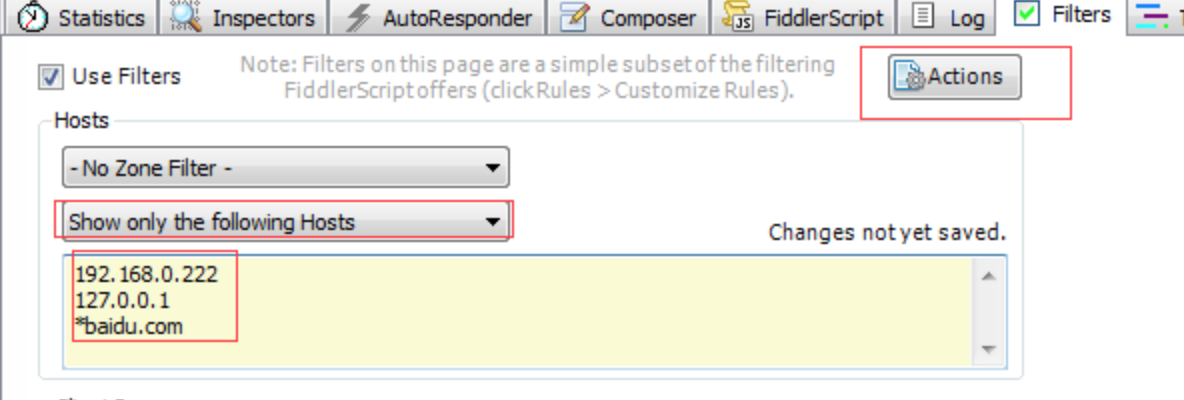 Statistics Inspectors AutoResponder Composer FiddlerScript Log Filters
Use Filters
Note: Filters on this page are a simple subset of the filtering
FiddlerScript offers (click Rules > Customize Rules).
Actions
Hosts
- No Zone Filter -
Show only the following Hosts
Changes not yet saved.
192.168.0.222
127.0.0.1
*baidu.com